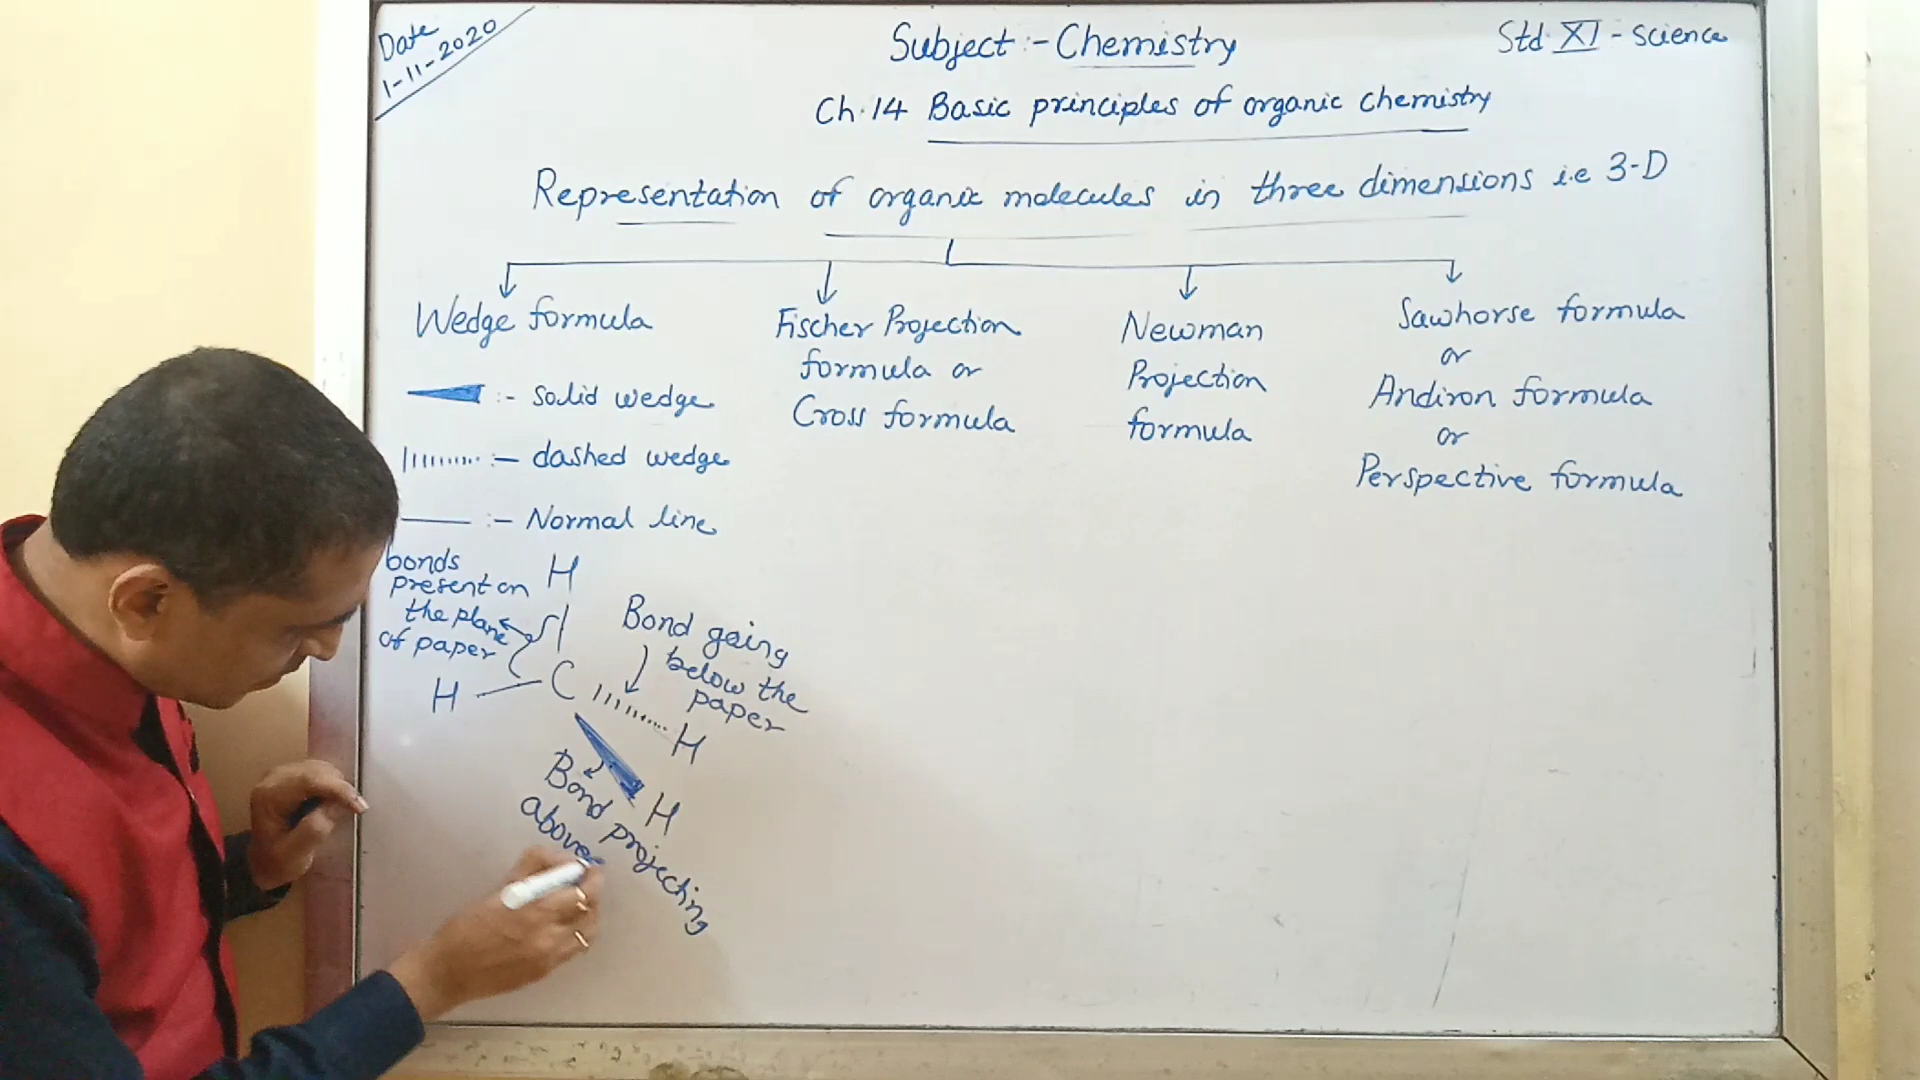 Date
1-11-2020
Subject :- Chemistry
Std XI - Science
Ch.14 Basic principles of organic chemistry
Representation of organic molecules in three dimensions i.e 3-D
Wedge formula
:- solid wedge
:- dashed wedge
:- Normal line
bonds
present on
the plane
of paper
H
C
H
H
H
Bond going
below the
paper
Bond projecting
above
Fischer Projection
formula or
Cross formula
Newman
Projection
formula
Sawhorse formula
or
Andiron formula
or
Perspective formula